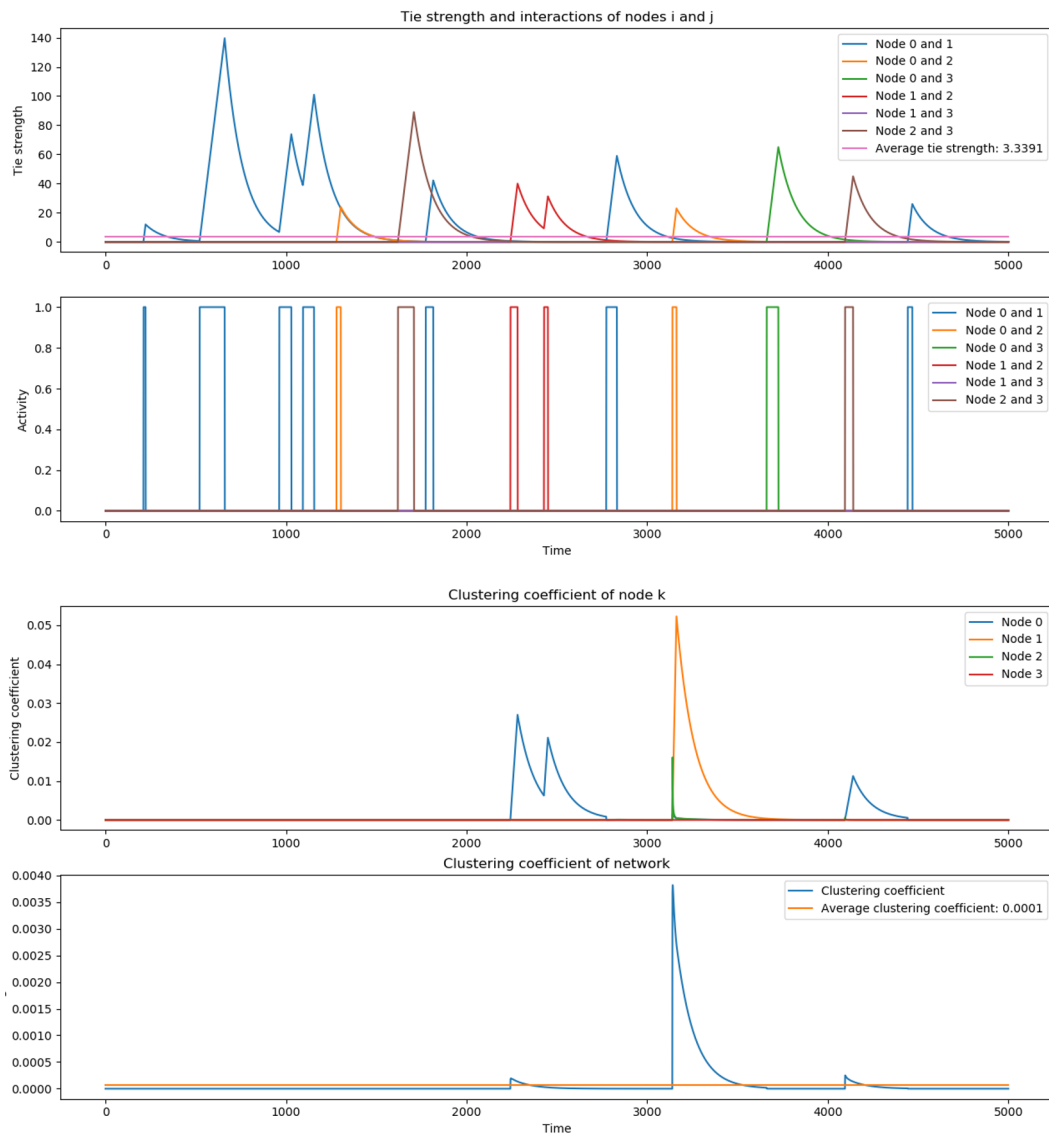 Tie strength and interactions of nodes i and j
Tie strength
140
120
100
80
60
40
20
0
0 1000 2000 3000 4000 5000
Node 0 and 1
Node 0 and 2
Node 0 and 3
Node 1 and 2
Node 1 and 3
Node 2 and 3
Average tie strength: 3.3391
Activity
1.0
0.8
0.6
0.4
0.2
0.0
0 1000 2000 3000 4000 5000
Time
Node 0 and 1
Node 0 and 2
Node 0 and 3
Node 1 and 2
Node 1 and 3
Node 2 and 3
Clustering coefficient of node k
Clustering coefficient
0.05
0.04
0.03
0.02
0.01
0.00
0 1000 2000 3000 4000 5000
Node 0
Node 1
Node 2
Node 3
Clustering coefficient of network
0.0040
0.0035
0.0030
0.0025
0.0020
0.0015
0.0010
0.0005
0.0000
0 1000 2000 3000 4000 5000
Time
Clustering coefficient
Average clustering coefficient: 0.0001